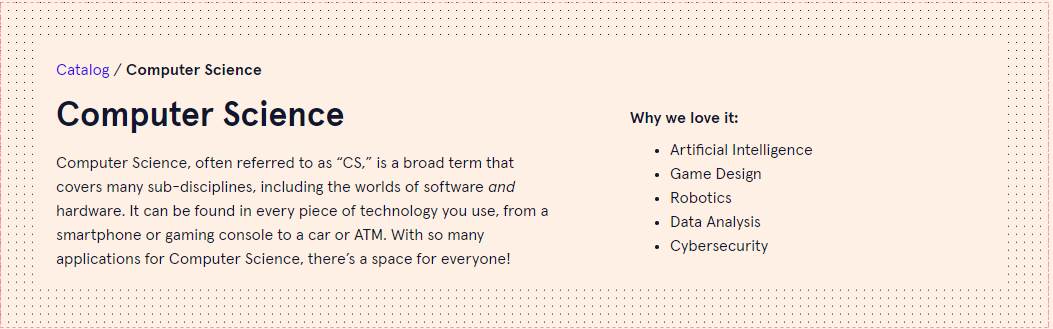 Catalog / Computer Science
Computer Science
Computer Science, often referred to as “CS,” is a broad term that
covers many sub-disciplines, including the worlds of software and
hardware. It can be found in every piece of technology you use, from a
smartphone or gaming console to a car or ATM. With so many
applications for Computer Science, there’s a space for everyone!
Why we love it:
• Artificial Intelligence
• Game Design
• Robotics
• Data Analysis
• Cybersecurity